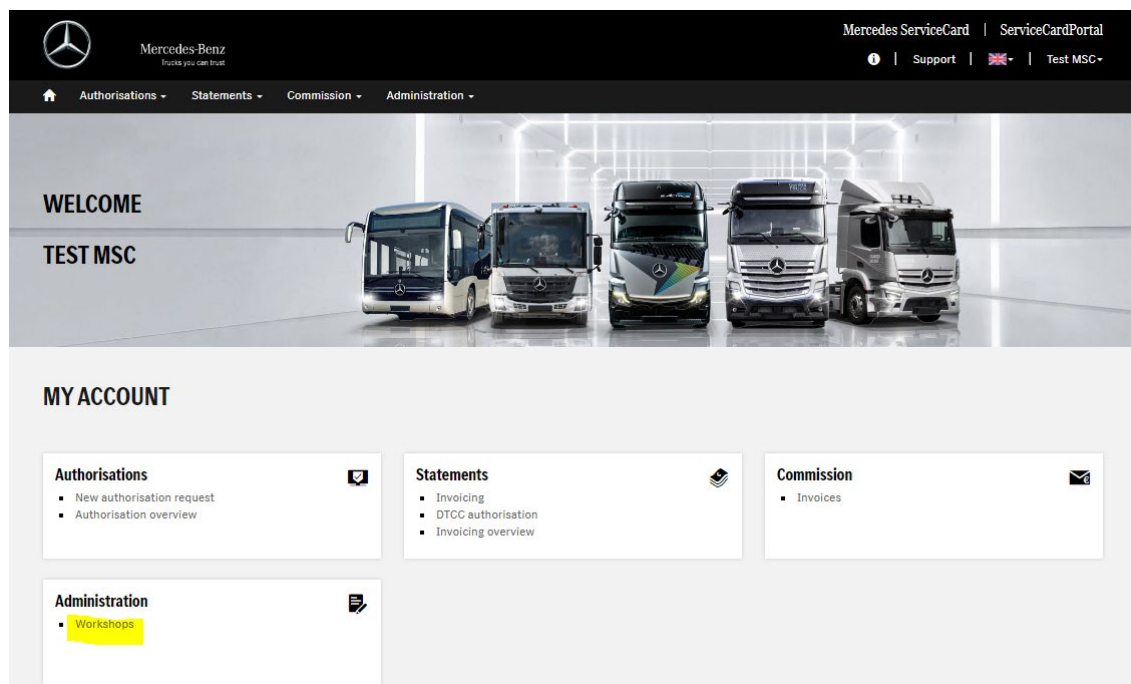 Mercedes-Benz
Trucks you can trust
Mercedes ServiceCard | ServiceCardPortal
Support | Test MSC
Authorisations Statements Commission Administration
WELCOME
TEST MSC
MY ACCOUNT
Authorisations
New authorisation request
Authorisation overview
Statements
Invoicing
DTCC authorisation
Invoicing overview
Commission
Invoices
Administration
Workshops